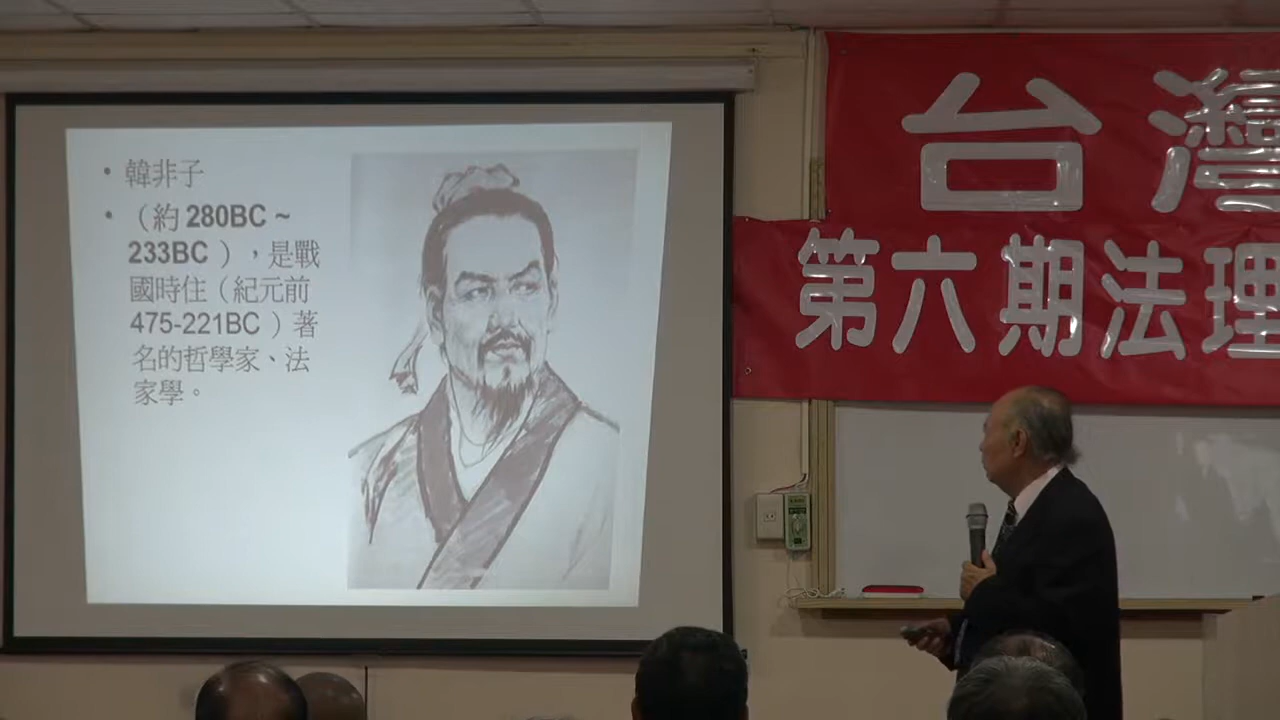 韓非子
（約 280BC ~
233BC ），是戰
國時住（紀元前
475-221BC ）著
名的哲學家、法
家學。
台灣
第六期法理